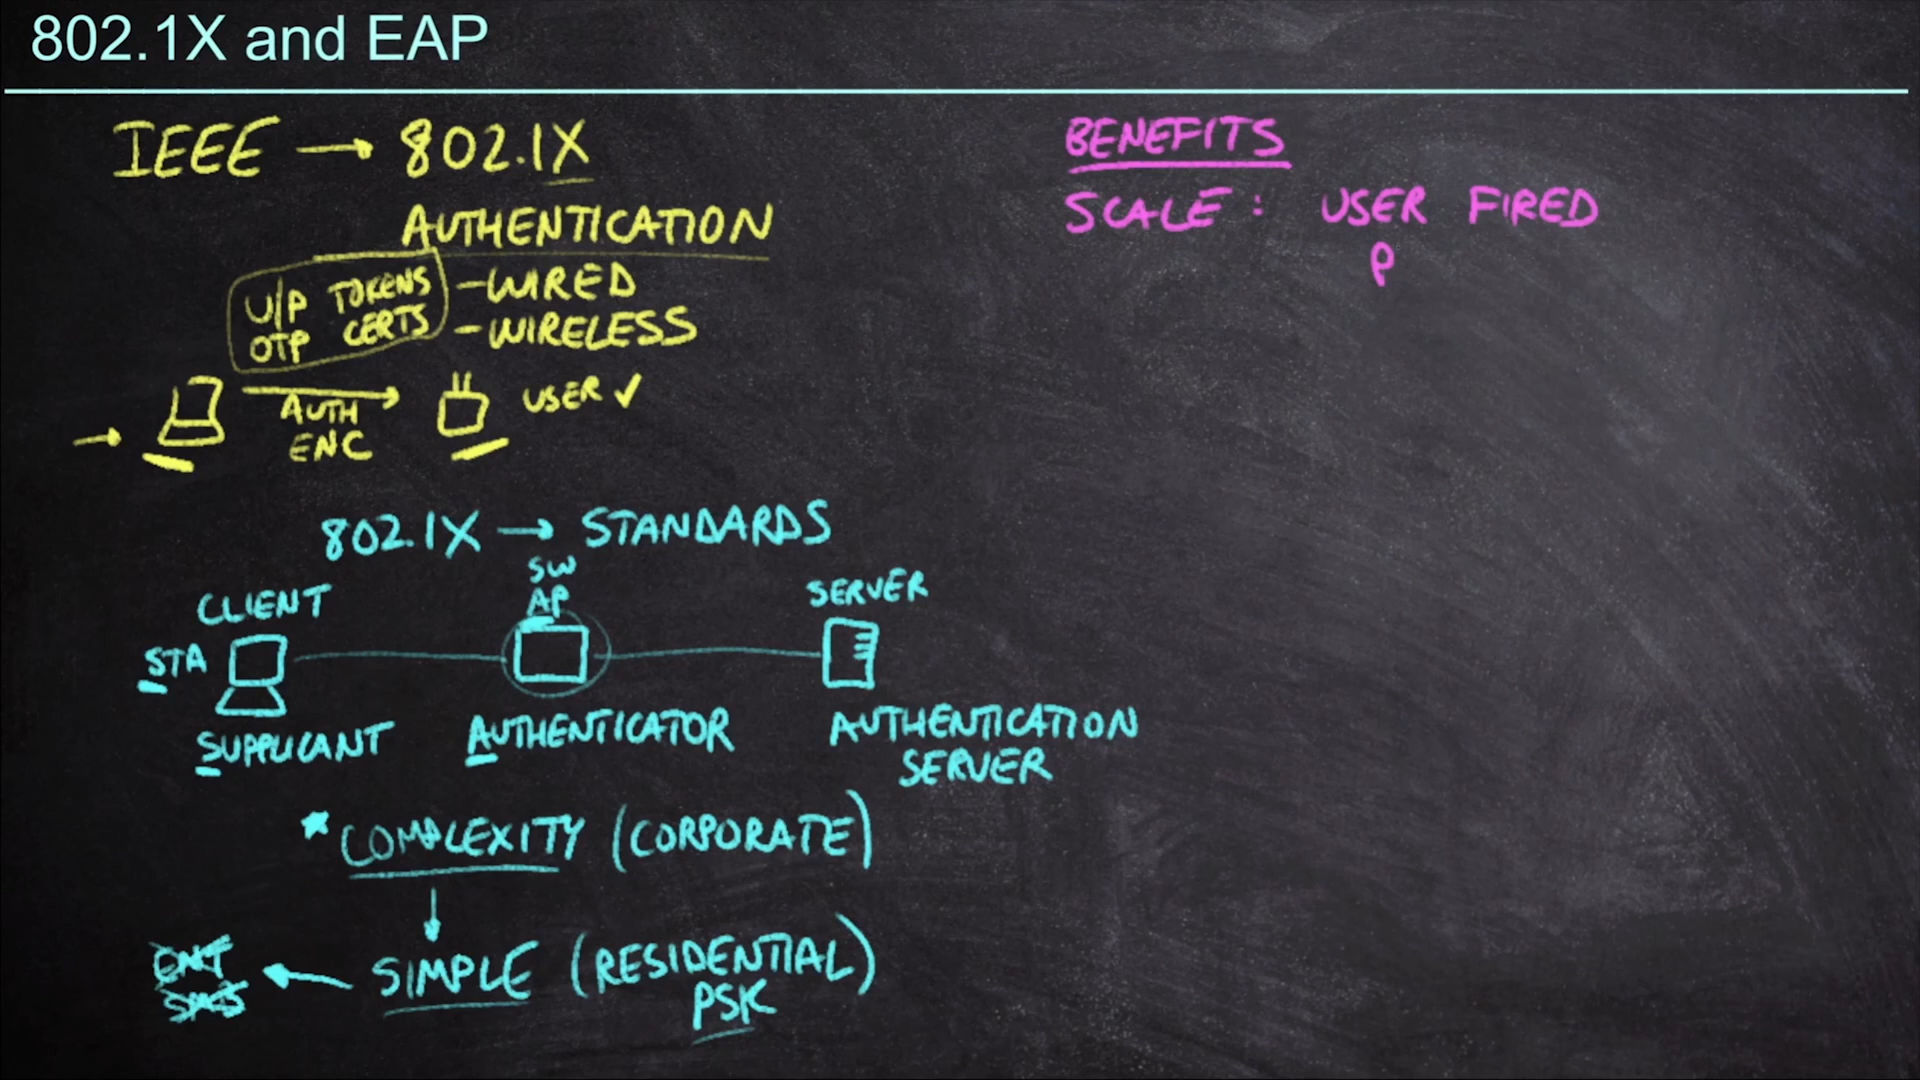 802.1X and EAP
IEEE → 802.1X
AUTHENTICATION
U/P TOKENS
OTP CERTS
-WIRED
-WIRELESS
AUTH
ENC
USER ✓
802.1X → STANDARDS
CLIENT
SW
AP
SERVER
STA
SUPPLICANT
AUTHENTICATOR
AUTHENTICATION
SERVER
* COMPLEXITY (CORPORATE)
SIMPLE (RESIDENTIAL)
PSK
ENT
BENEFITS
SCALE: USER FIRED
P